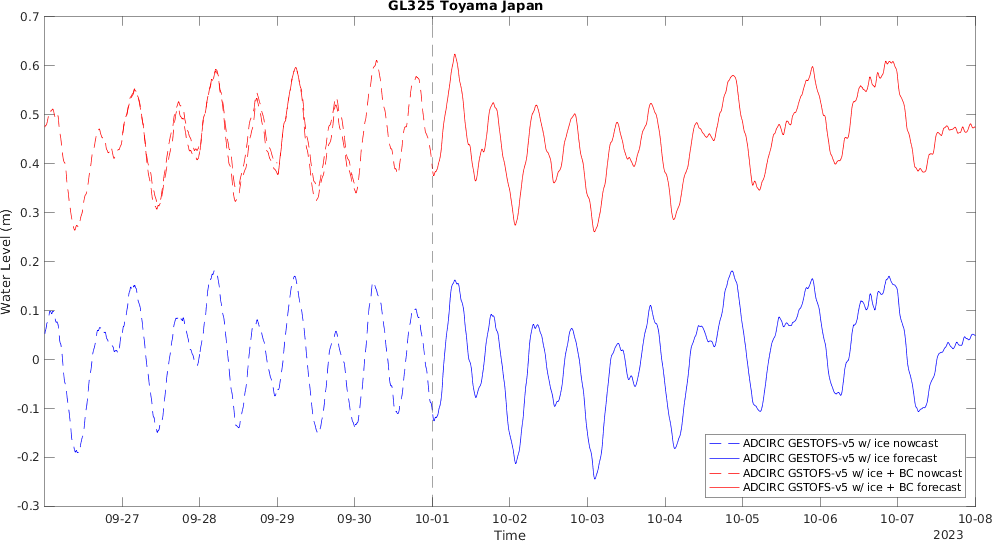 GL325 Toyama Japan
Water Level (m)
0.7
0.6
0.5
0.4
0.3
0.2
0.1
0
-0.1
-0.2
-0.3
ADCIRC GESTOFS-v5 w/ ice nowcast
ADCIRC GESTOFS-v5 w/ ice forecast
ADCIRC GSTOFS-v5 w/ ice + BC nowcast
ADCIRC GSTOFS-v5 w/ ice + BC forecast
09-27 09-28 09-29 09-30 10-01 10-02 10-03 10-04 10-05 10-06 10-07 10-08
Time
2023